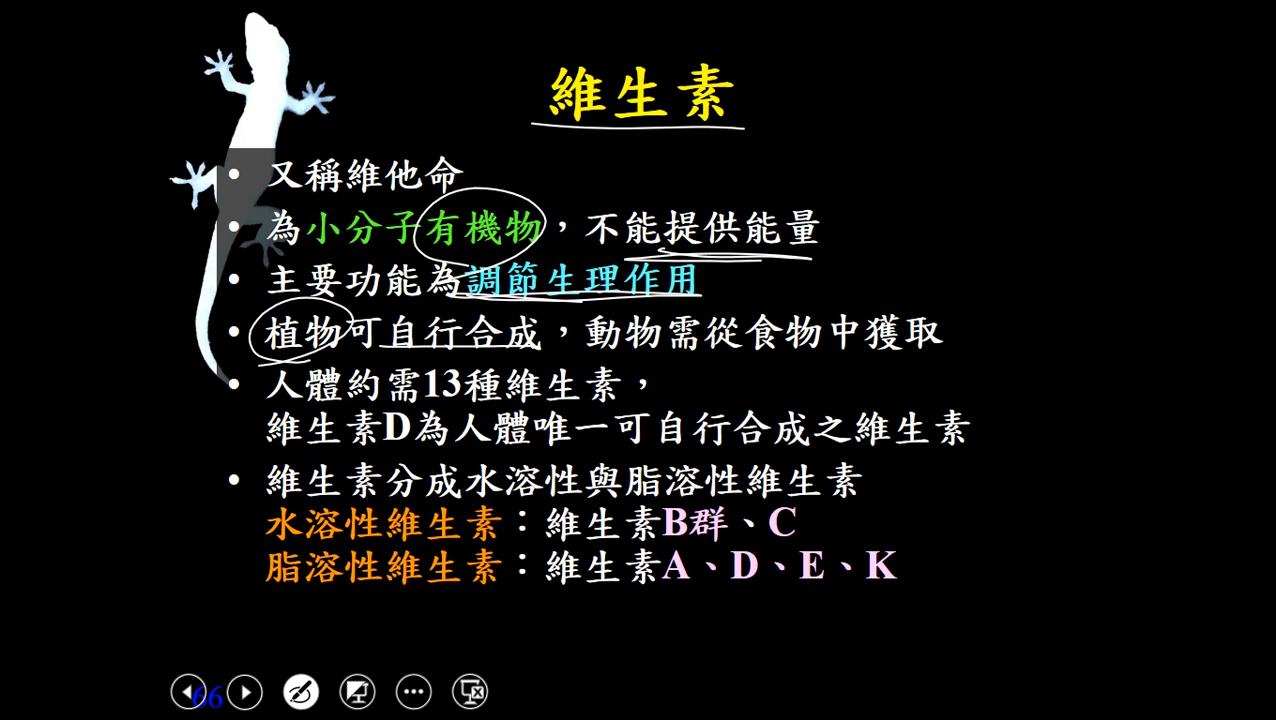 維生素
• 又稱維他命
• 為小分子有機物，不能提供能量
• 主要功能為調節生理作用
• 植物可自行合成，動物需從食物中獲取
• 人體約需13種維生素，
維生素D為人體唯一可自行合成之維生素
• 維生素分成水溶性與脂溶性維生素
水溶性維生素：維生素B群、C
脂溶性維生素：維生素A、D、E、K
66